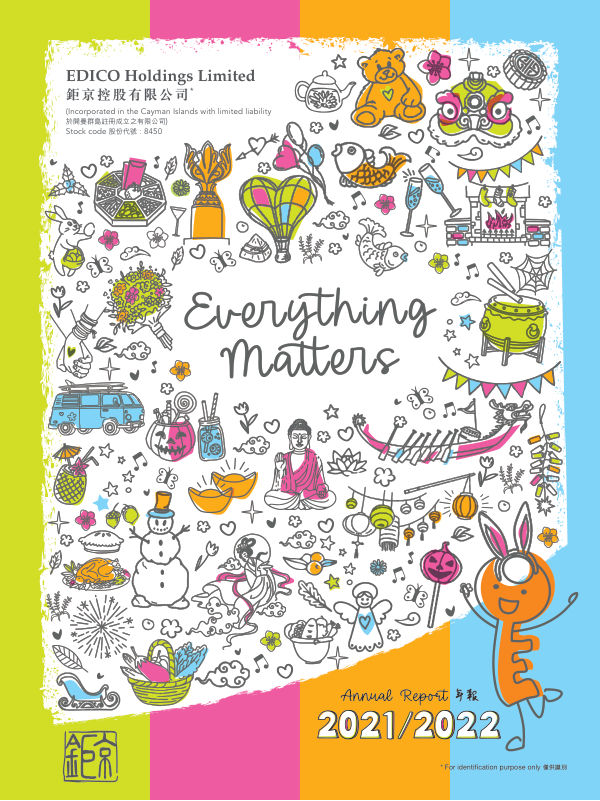 EDICO Holdings Limited
鉅京控股有限公司*
(Incorporated in the Cayman Islands with limited liability
於開曼群島註冊成立之有限公司)
Stock code 股份代號 : 8450
Everything
Matters
Annual Report 年報
2021/2022
鉅京
* For identification purpose only 僅供識別